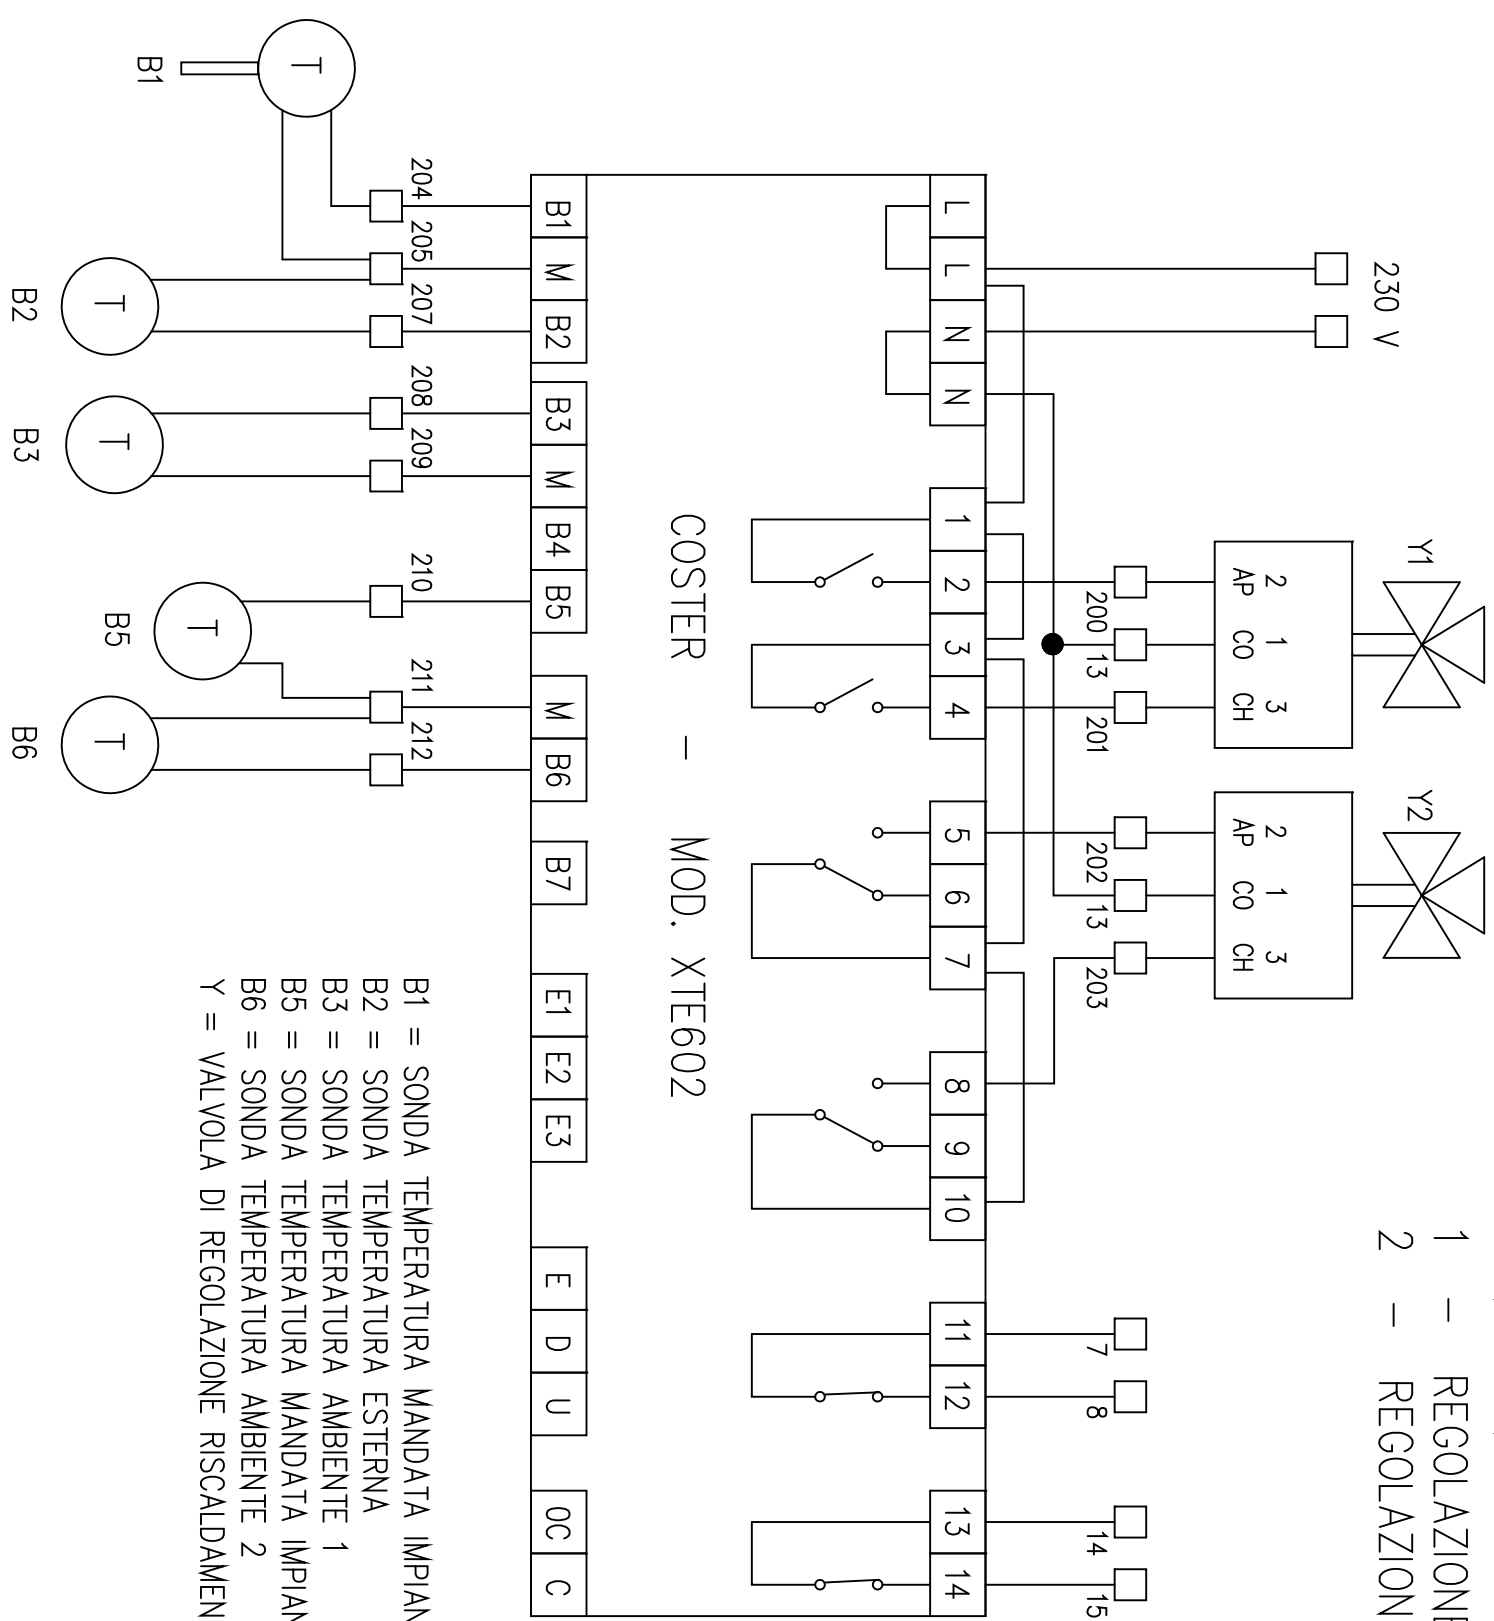 1 - REGOLAZIONE
2 - REGOLAZION
Y1 Y2
230 V
2 1 3 2 1 3
AP CO CH AP CO CH
200 13 201 202 13 203 7 8 14 15
L L N N 1 2 3 4 5 6 7 8 9 10 11 12 13 14
COSTER - MOD. XTE602
B1 M B2 B3 M B4 B5 M B6 B7 E1 E2 E3 E D U OC C
204 205 207 208 209 210 211 212
T
B1
T
B5
T T T
B2 B3 B6
B1 = SONDA TEMPERATURA MANDATA IMPIAN
B2 = SONDA TEMPERATURA ESTERNA
B3 = SONDA TEMPERATURA AMBIENTE 1
B5 = SONDA TEMPERATURA MANDATA IMPIAN
B6 = SONDA TEMPERATURA AMBIENTE 2
Y = VALVOLA DI REGOLAZIONE RISCALDAMEN